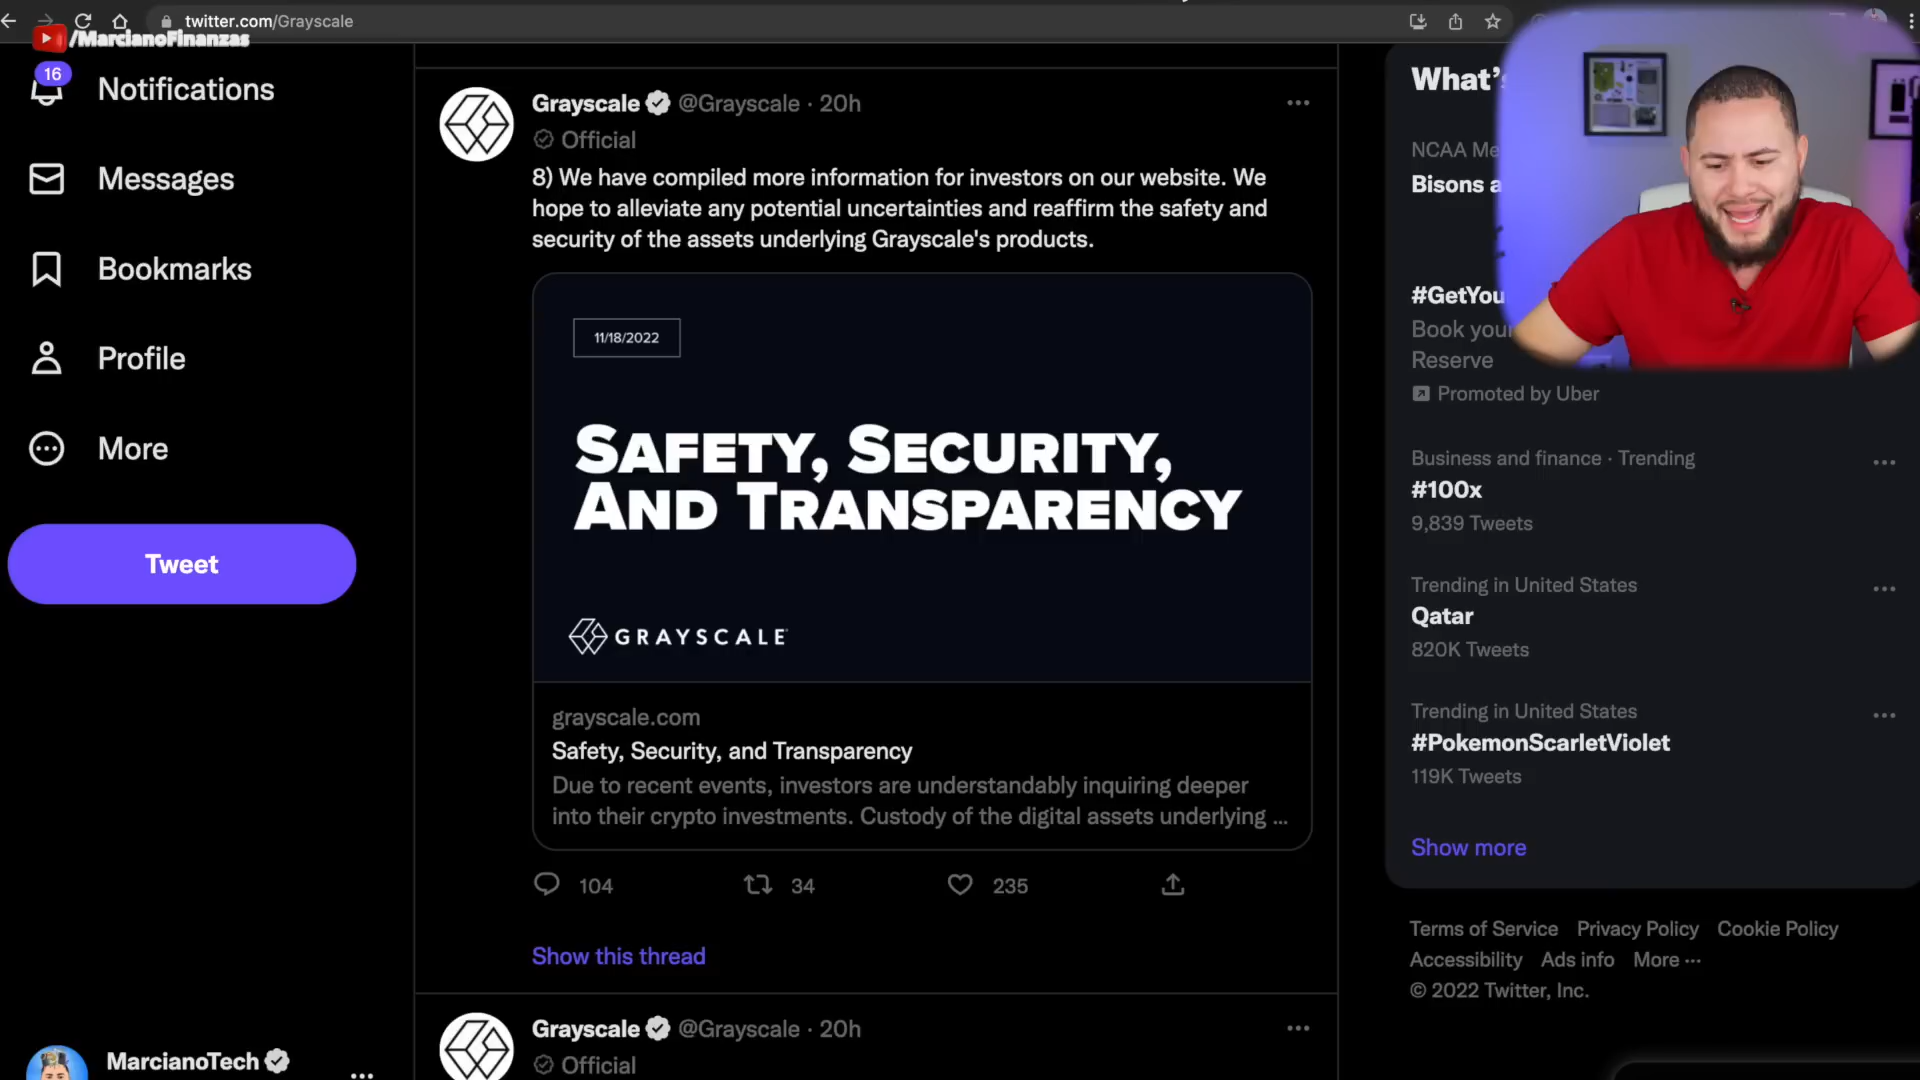 twitter.com/Grayscale
/MarcianoFinanzas
16
Notifications
Messages
Bookmarks
Profile
More
Tweet
MarcianoTech
Grayscale @Grayscale · 20h
Official
8) We have compiled more information for investors on our website. We
hope to alleviate any potential uncertainties and reaffirm the safety and
security of the assets underlying Grayscale's products.
11/18/2022
SAFETY, SECURITY,
AND TRANSPARENCY
GRAYSCALE
grayscale.com
Safety, Security, and Transparency
Due to recent events, investors are understandably inquiring deeper
into their crypto investments. Custody of the digital assets underlying ...
104
34
235
Show this thread
Grayscale @Grayscale · 20h
Official
What's
NCAA Me
Bisons a
#GetYou
Book your
Reserve
Promoted by Uber
Business and finance · Trending
#100x
9,839 Tweets
Trending in United States
Qatar
820K Tweets
Trending in United States
#PokemonScarletViolet
119K Tweets
Show more
Terms of Service Privacy Policy Cookie Policy
Accessibility Ads info More ···
© 2022 Twitter, Inc.